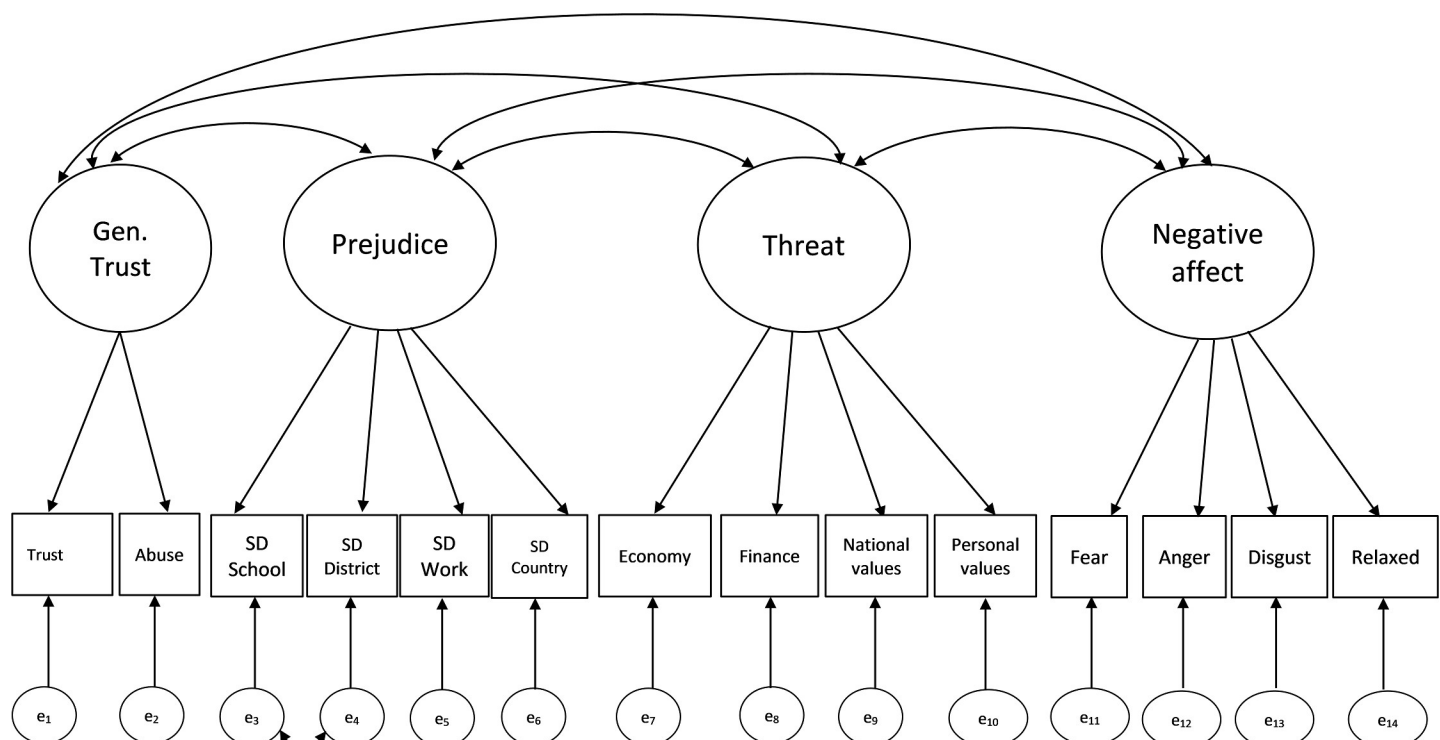 Gen.
Trust
Prejudice
Threat
Negative
affect
Trust
Abuse
SD
School
SD
District
SD
Work
SD
Country
Economy
Finance
National
values
Personal
values
Fear
Anger
Disgust
Relaxed
e₁
e₂
e₃
e₄
e₅
e₆
e₇
e₈
e₉
e₁₀
e₁₁
e₁₂
e₁₃
e₁₄